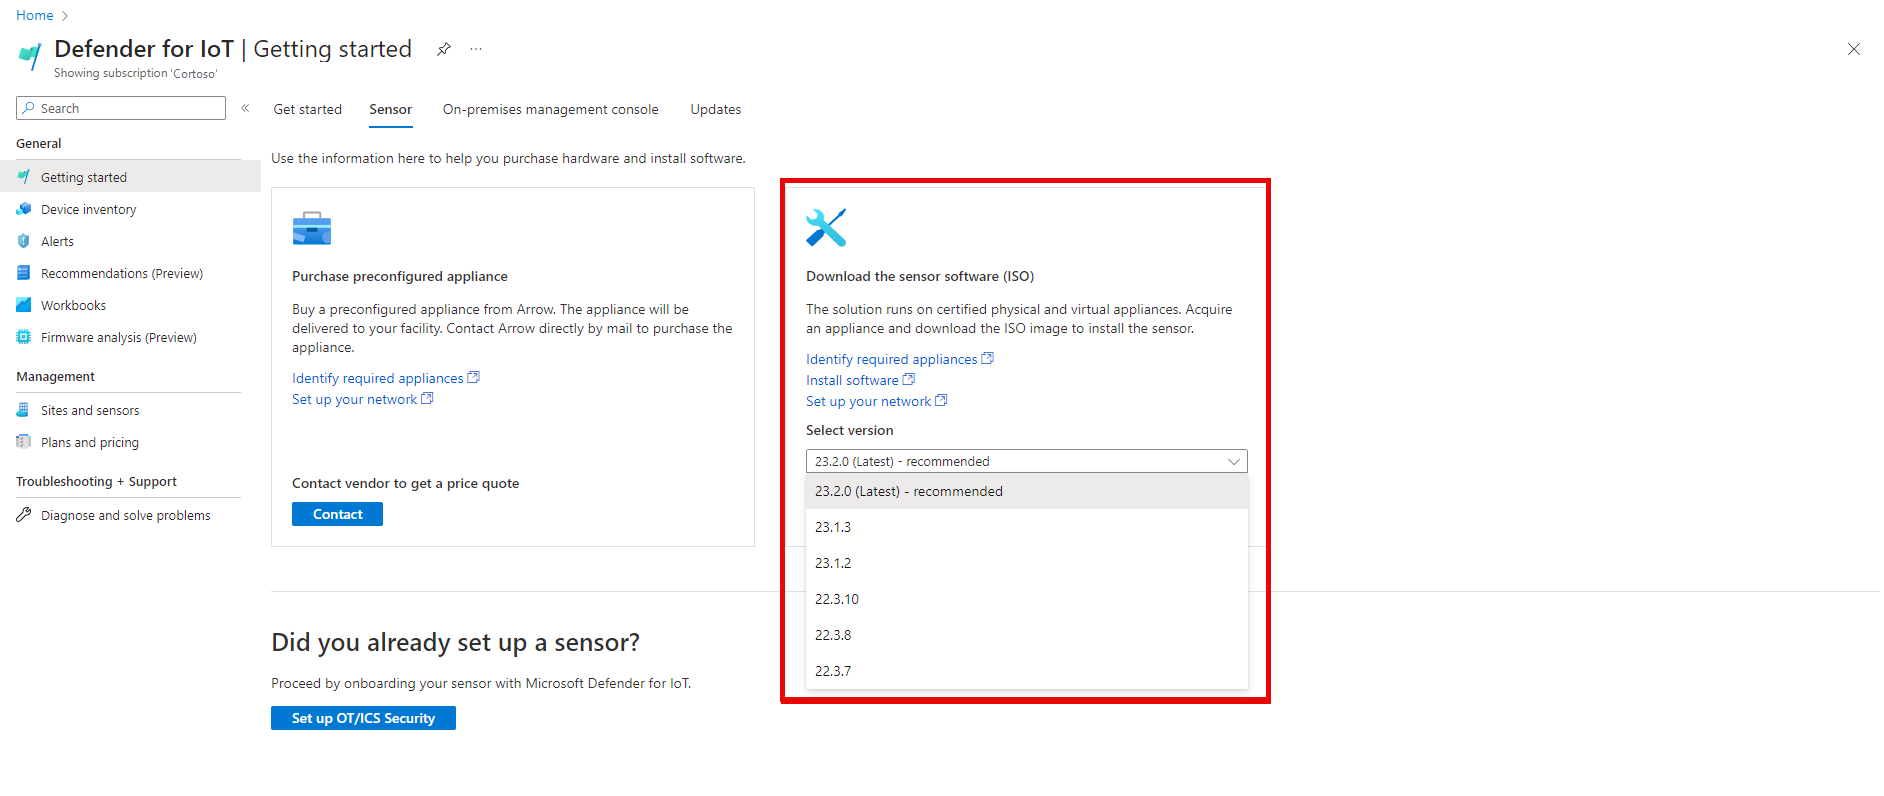 Home
Defender for IoT | Getting started
Showing subscription 'Cortoso'
Search
General
Getting started
Device inventory
Alerts
Recommendations (Preview)
Workbooks
Firmware analysis (Preview)
Management
Sites and sensors
Plans and pricing
Troubleshooting + Support
Diagnose and solve problems
Get started
Sensor
On-premises management console
Updates
Use the information here to help you purchase hardware and install software.
Purchase preconfigured appliance
Buy a preconfigured appliance from Arrow. The appliance will be
delivered to your facility. Contact Arrow directly by mail to purchase the
appliance.
Identify required appliances
Set up your network
Contact vendor to get a price quote
Contact
Download the sensor software (ISO)
The solution runs on certified physical and virtual appliances. Acquire
an appliance and download the ISO image to install the sensor.
Identify required appliances
Install software
Set up your network
Select version
23.2.0 (Latest) - recommended
23.2.0 (Latest) - recommended
23.1.3
23.1.2
22.3.10
22.3.8
22.3.7
Did you already set up a sensor?
Proceed by onboarding your sensor with Microsoft Defender for IoT.
Set up OT/ICS Security